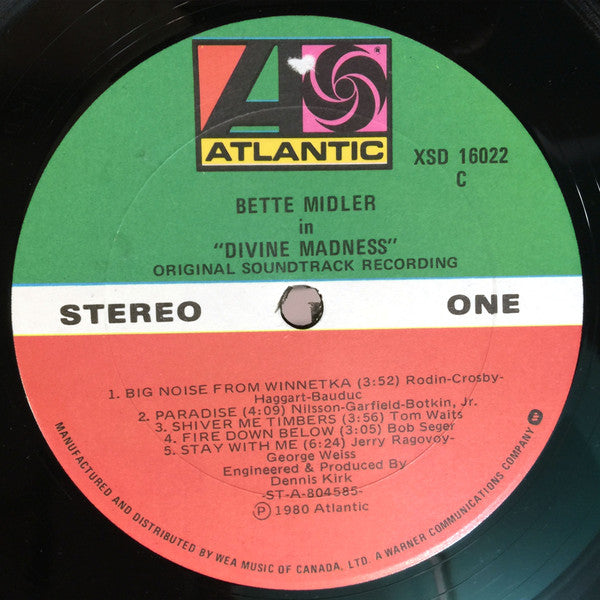 ATLANTIC
XSD 16022
C
BETTE MIDLER
in
"DIVINE MADNESS"
ORIGINAL SOUNDTRACK RECORDING
STEREO
ONE
1. BIG NOISE FROM WINNETKA (3:52) Rodin-Crosby-
Haggart-Bauduc
2. PARADISE (4:09) Nilsson-Garfield-Botkin, Jr.
3. SHIVER ME TIMBERS (3:56) Tom Waits
4. FIRE DOWN BELOW (3:05) Bob Seger
5. STAY WITH ME (6:24) Jerry Ragovoy-
George Weiss
Engineered & Produced By
Dennis Kirk
-ST-A-804585-
Ⓟ 1980 Atlantic
MANUFACTURED AND DISTRIBUTED BY WEA MUSIC OF CANADA, LTD. A WARNER COMMUNICATIONS COMPANY